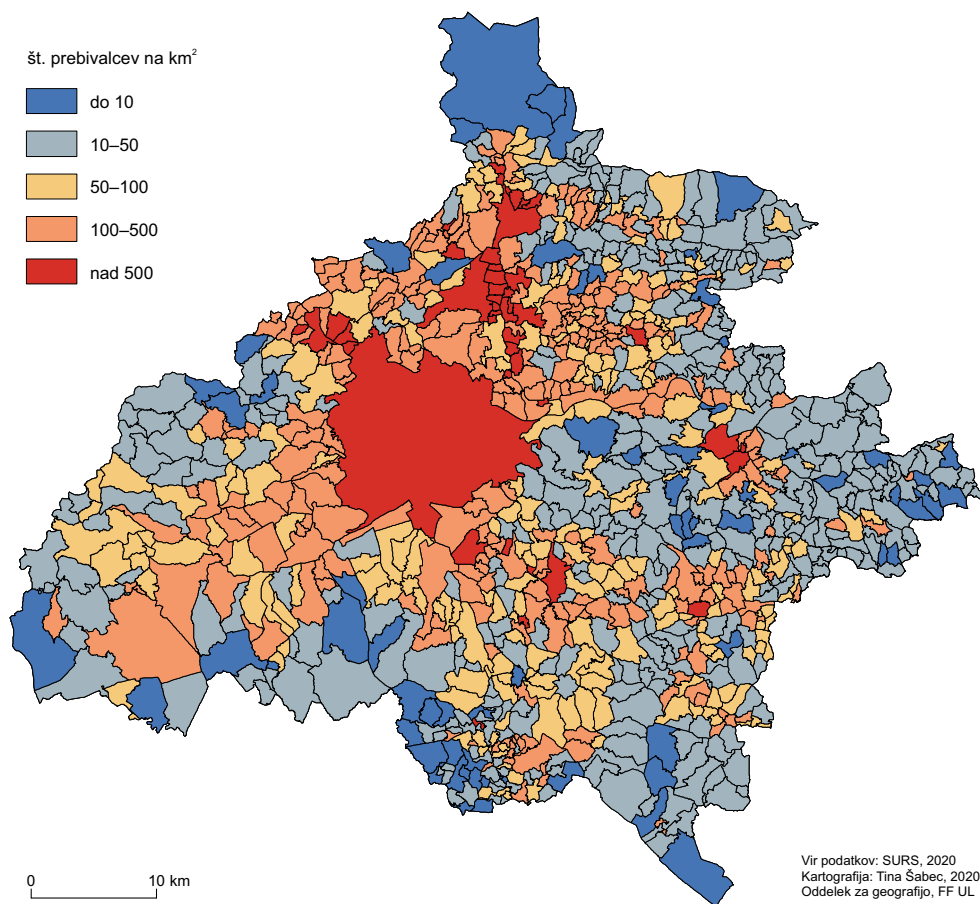 št. prebivalcev na km²
do 10
10–50
50–100
100–500
nad 500
0 10 km
Vir podatkov: SURS, 2020
Kartografija: Tina Šabec, 2020
Oddelek za geografijo, FF UL